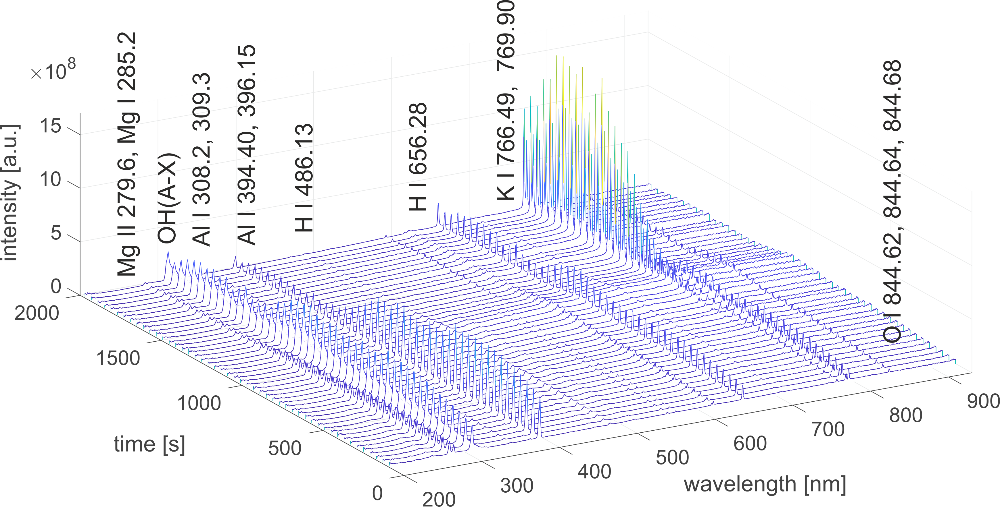 ×10⁸
intensity [a.u.]
15
10
5
0
Mg II 279.6, Mg I 285.2
OH(A-X)
Al I 308.2, 309.3
Al I 394.40, 396.15
H I 486.13
H I 656.28
K I 766.49, 769.90
O I 844.62, 844.64, 844.68
2000
1500
1000
500
0
time [s]
200
300
400
500
600
700
800
900
wavelength [nm]